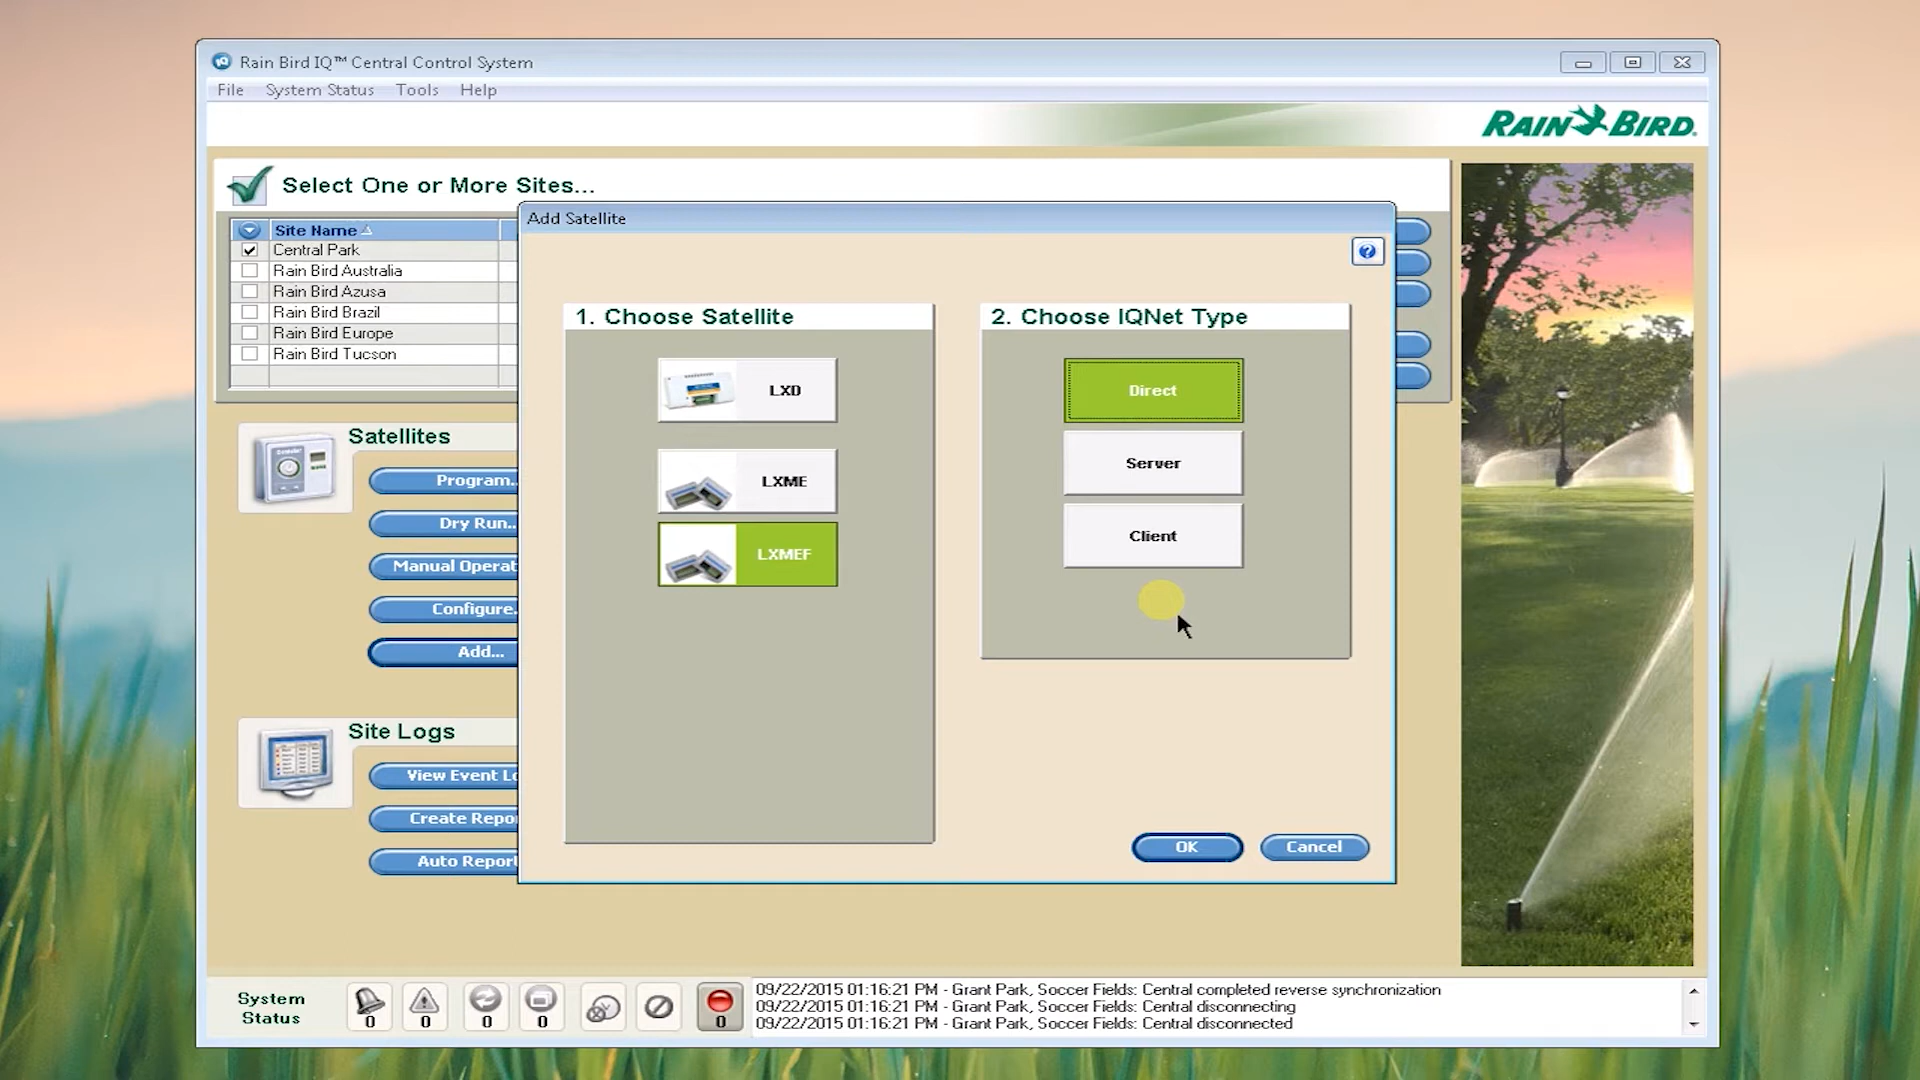 Rain Bird IQ™ Central Control System
File System Status Tools Help
RAIN BIRD
Select One or More Sites...
Site Name
Central Park
Rain Bird Australia
Rain Bird Azusa
Rain Bird Brazil
Rain Bird Europe
Rain Bird Tucson
Satellites
Program..
Dry Run..
Manual Operat
Configure.
Add...
Site Logs
View Event Lo
Create Repo
Auto Report
Add Satellite
?
1. Choose Satellite
LXD
LXME
LXMEF
2. Choose IQNet Type
Direct
Server
Client
OK Cancel
System
Status
0 0 0 0 0
09/22/2015 01:16:21 PM - Grant Park, Soccer Fields: Central completed reverse synchronization
09/22/2015 01:16:21 PM - Grant Park, Soccer Fields: Central disconnecting
09/22/2015 01:16:21 PM - Grant Park, Soccer Fields: Central disconnected